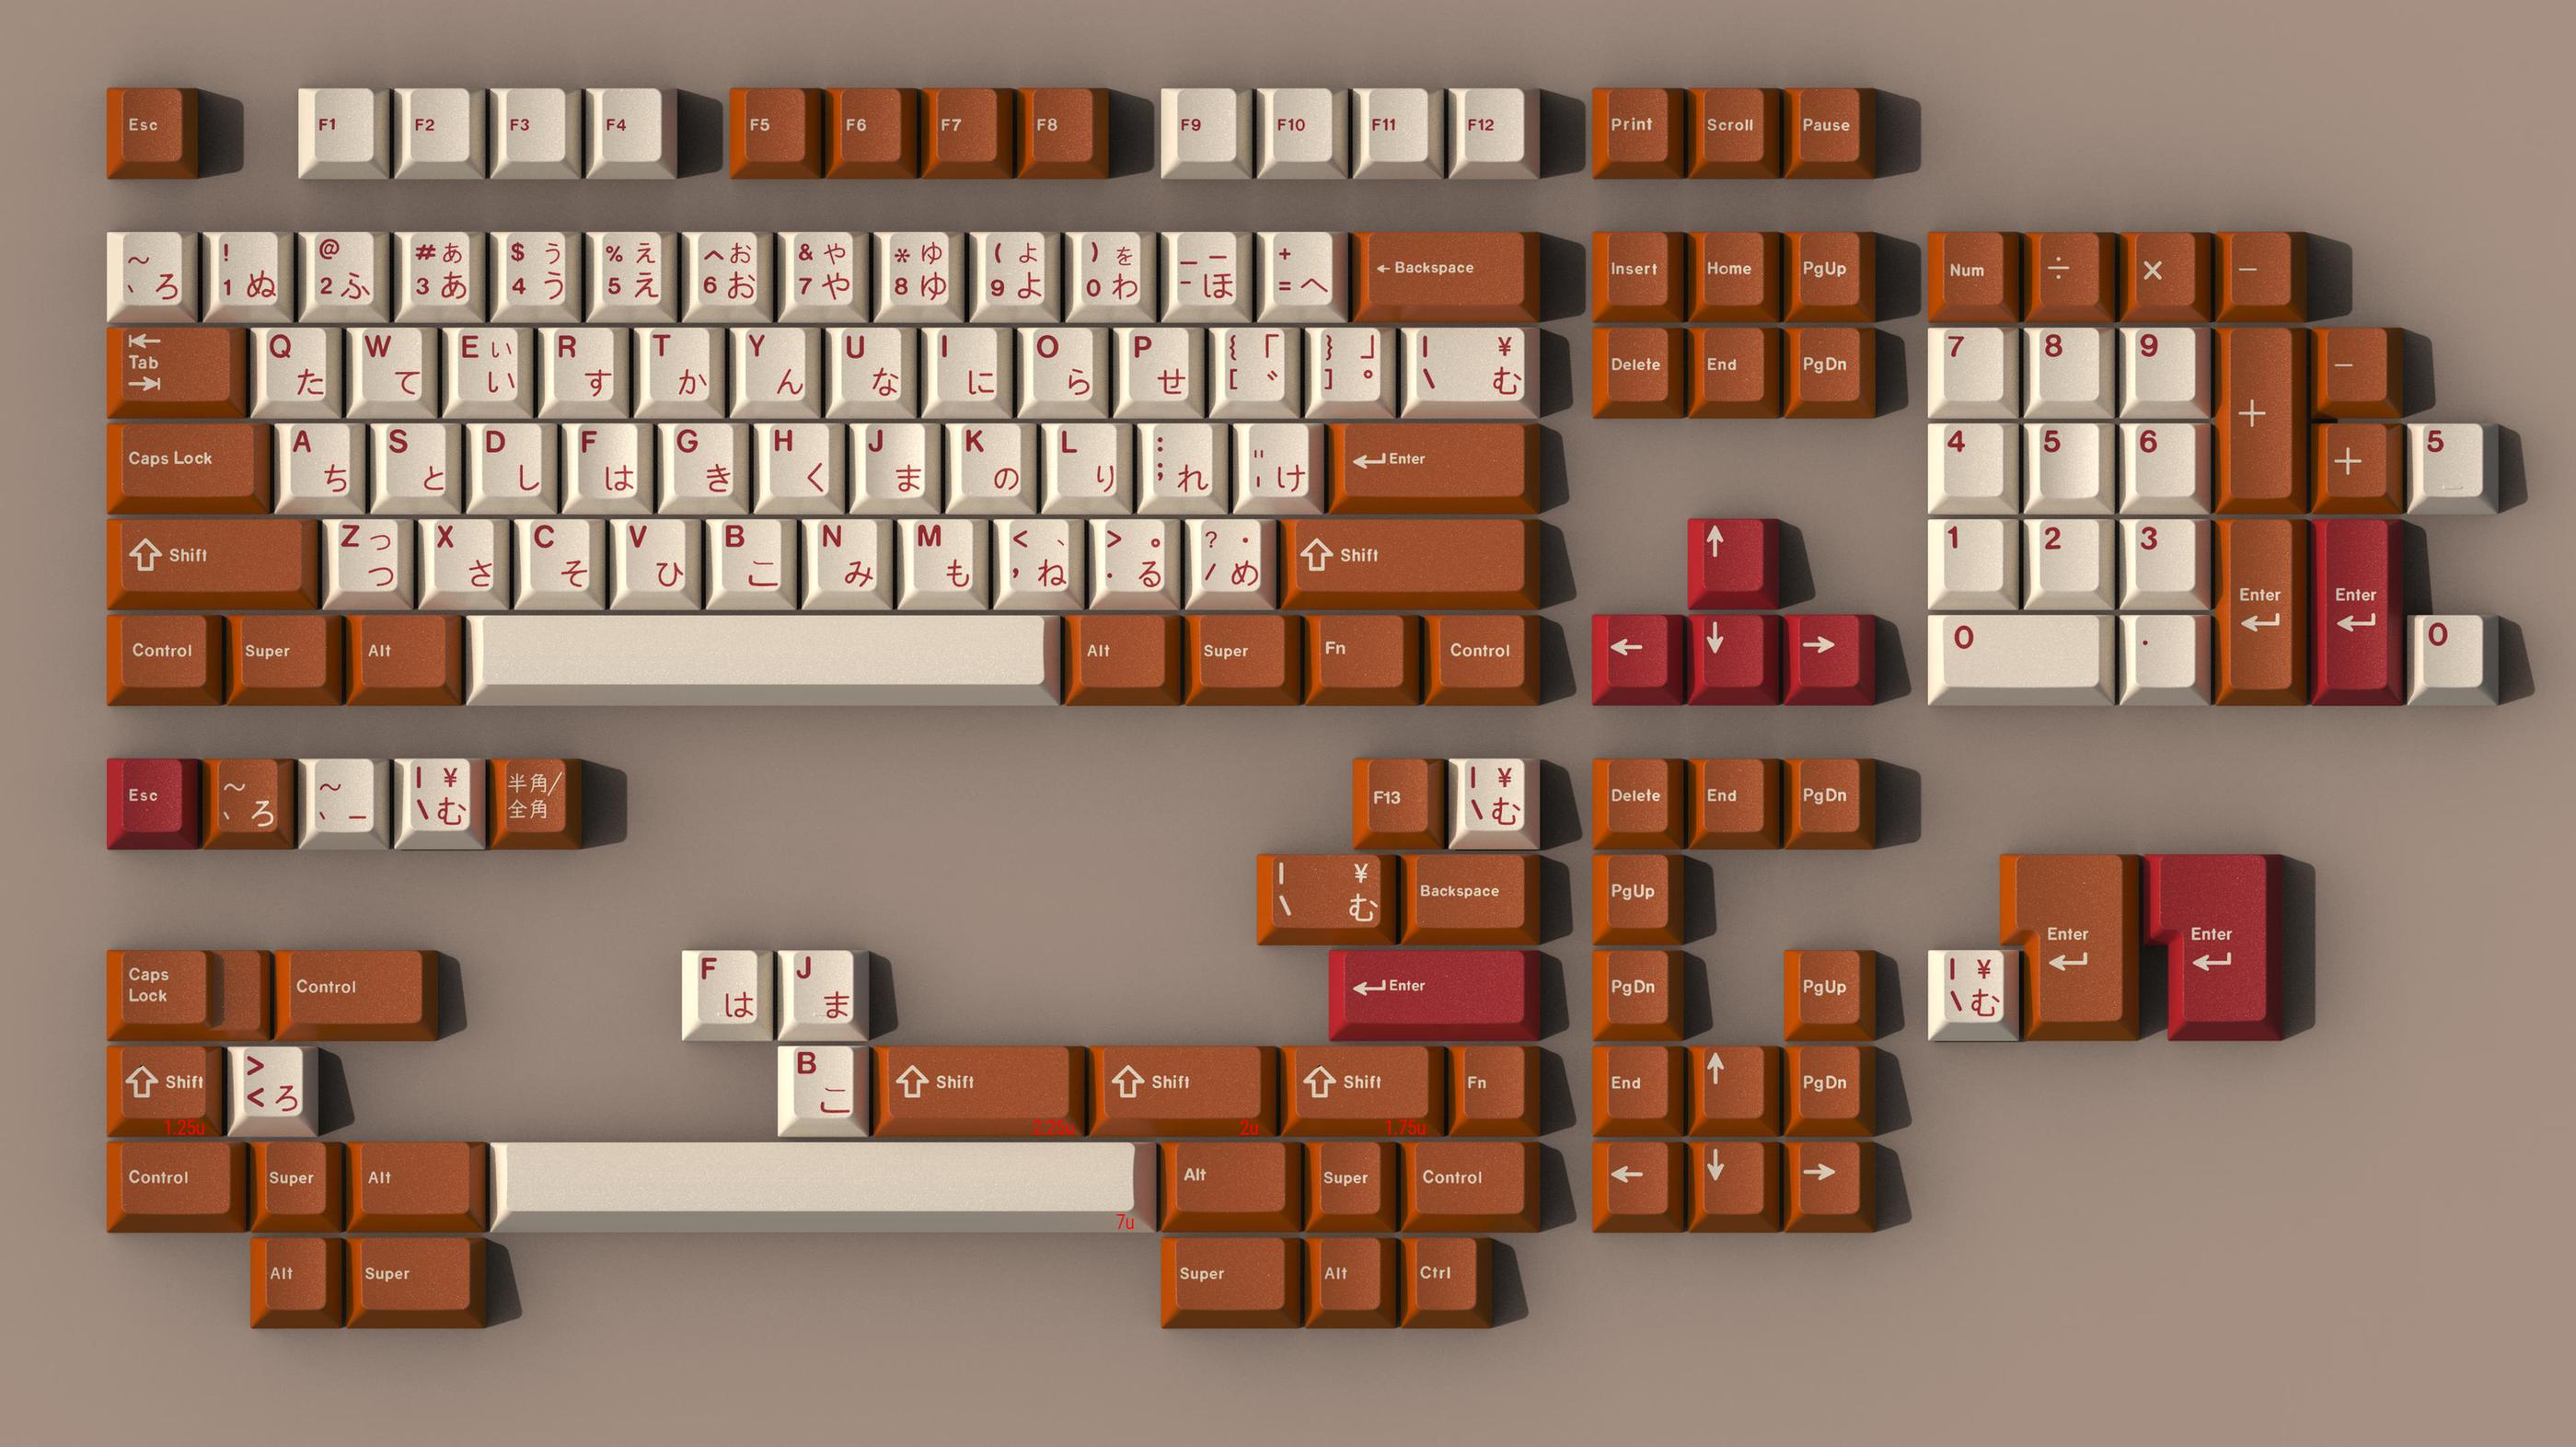 Esc F1 F2 F3 F4 F5 F6 F7 F8 F9 F10 F11 F12 Print Scroll Pause
~ ! @ # あ $ う % え ^ お & や * ゆ ( よ ) を _ ー +
` ろ 1 ぬ 2 ふ 3 あ 4 う 5 え 6 お 7 や 8 ゆ 9 よ 0 わ - ほ = へ ← Backspace Insert Home PgUp Num ÷ × −
Tab Q W E ぃ R T Y U I O P { 「 } 」 | ¥ 7 8 9
た て い す か ん な に ら せ [ ゛ ] ゜ \ む Delete End PgDn + −
Caps Lock A S D F G H J K L : " ↵ Enter 4 5 6 + 5
ち と し は き く ま の り ; れ ' け
⇧ Shift Z っ X C V B N M < 、 > 。 ? ・ ⇧ Shift ↑ 1 2 3
つ さ そ ひ こ み も , ね . る / め Enter Enter
Control Super Alt Alt Super Fn Control ← ↓ → 0 . 0
Esc ~ ~ | ¥ 半角/ F13 | ¥ Delete End PgDn
` ろ ` ー \ む 全角 \ む
| ¥ Backspace PgUp
\ む
Caps Control F J ↵ Enter PgDn PgUp | ¥ Enter Enter
Lock は ま \ む
⇧ Shift > B ⇧ Shift ⇧ Shift ⇧ Shift Fn End ↑ PgDn
< ろ こ
1.25u 2.25u 2u 1.75u
Control Super Alt Alt Super Control ← ↓ →
7u
Alt Super Super Alt Ctrl